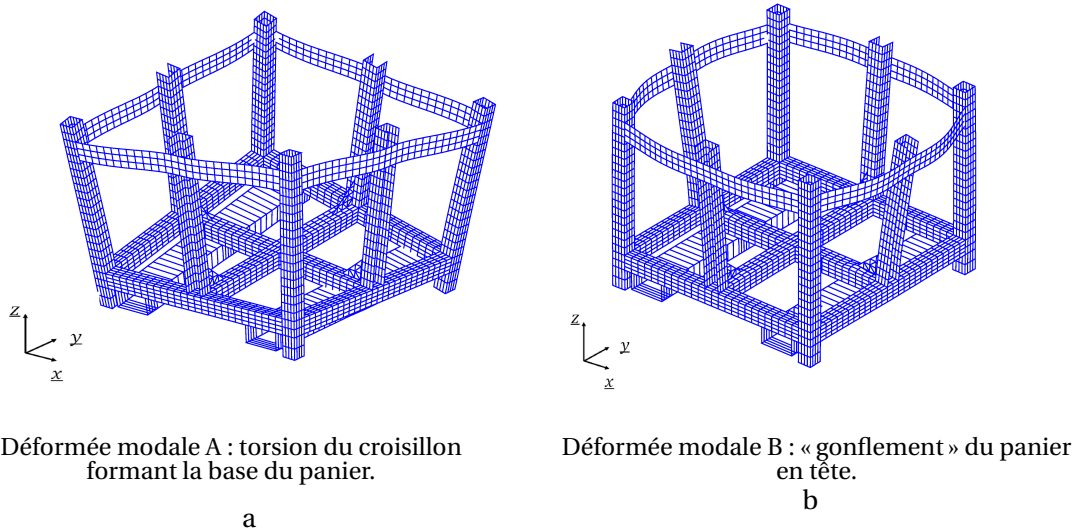 z
y
x
z
y
x
Déformée modale A : torsion du croisillon
formant la base du panier.
a
Déformée modale B : « gonflement » du panier
en tête.
b